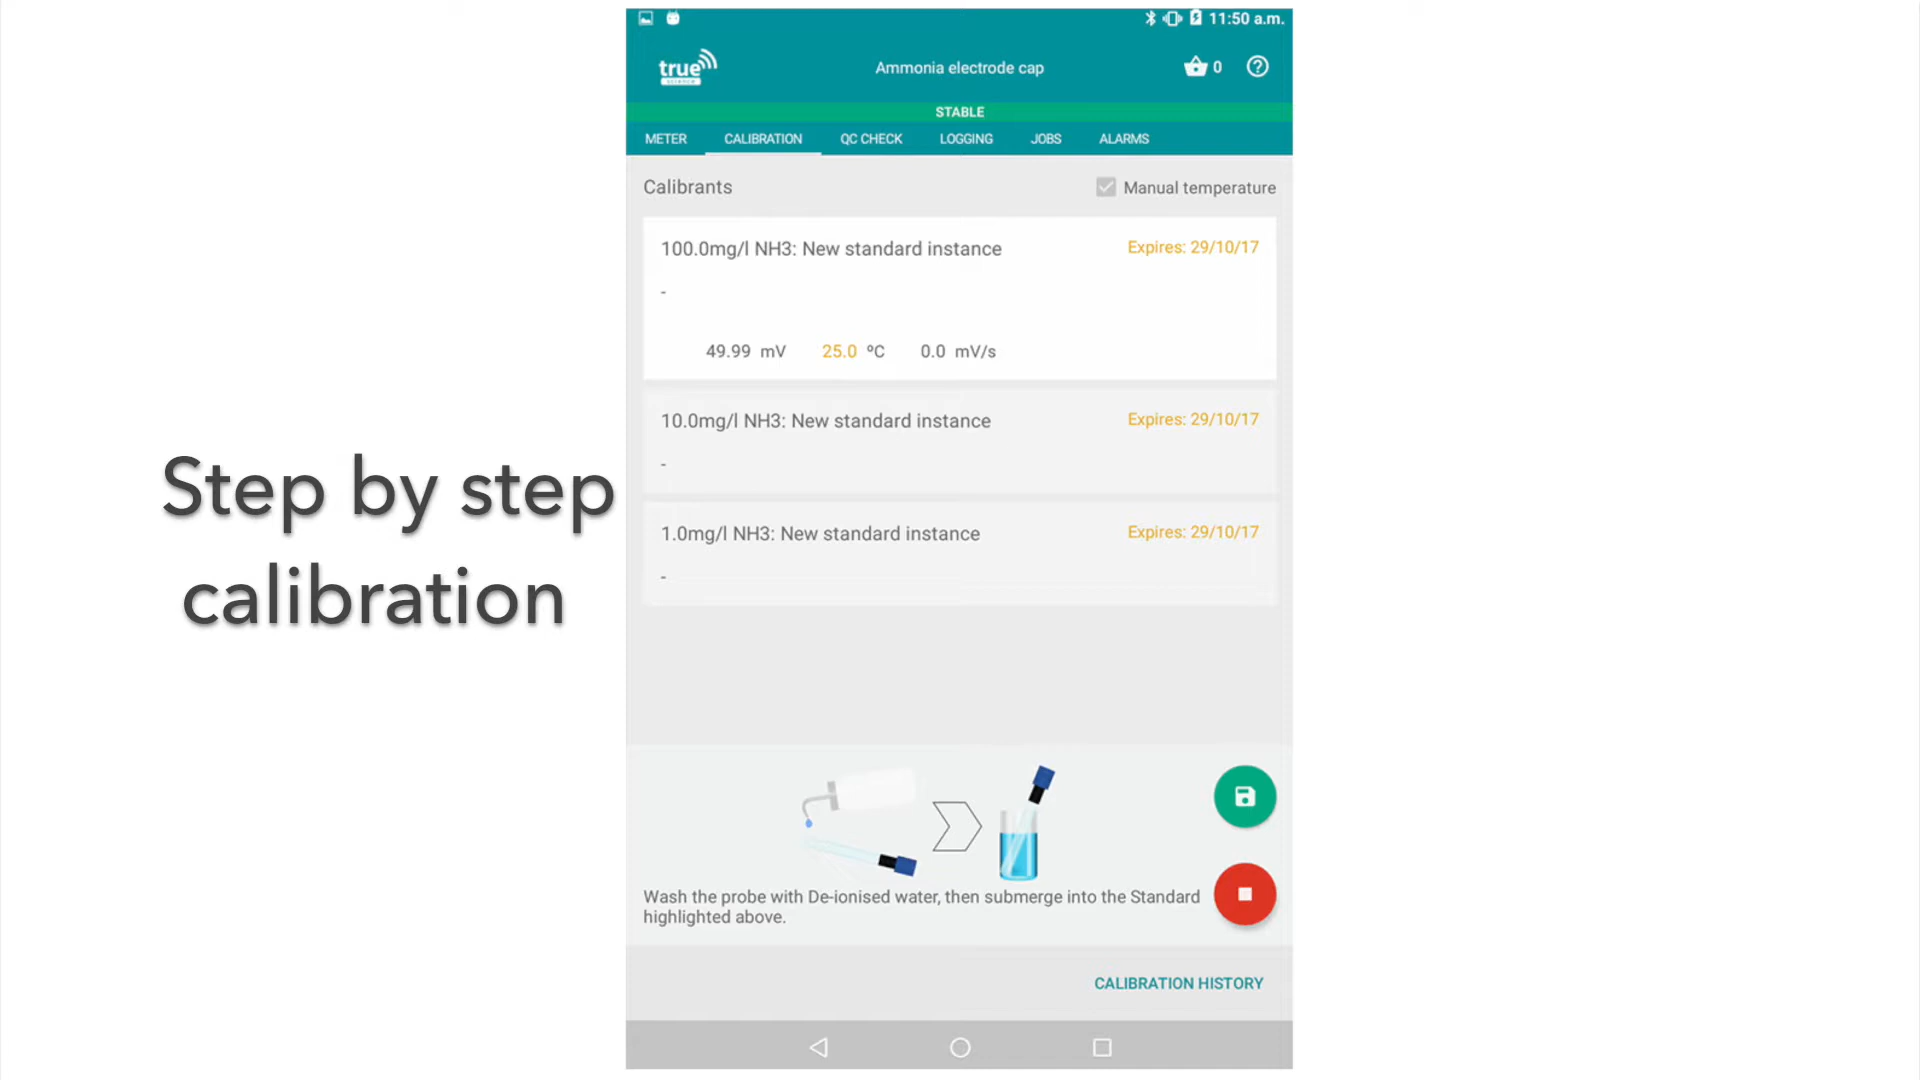 11:50 a.m.
true
Ammonia electrode cap
0
STABLE
METER CALIBRATION QC CHECK LOGGING JOBS ALARMS
Calibrants
Manual temperature
100.0mg/l NH3: New standard instance
Expires: 29/10/17
-
49.99 mV 25.0 ºC 0.0 mV/s
10.0mg/l NH3: New standard instance
Expires: 29/10/17
-
1.0mg/l NH3: New standard instance
Expires: 29/10/17
-
Step by step
calibration
Wash the probe with De-ionised water, then submerge into the Standard
highlighted above.
CALIBRATION HISTORY